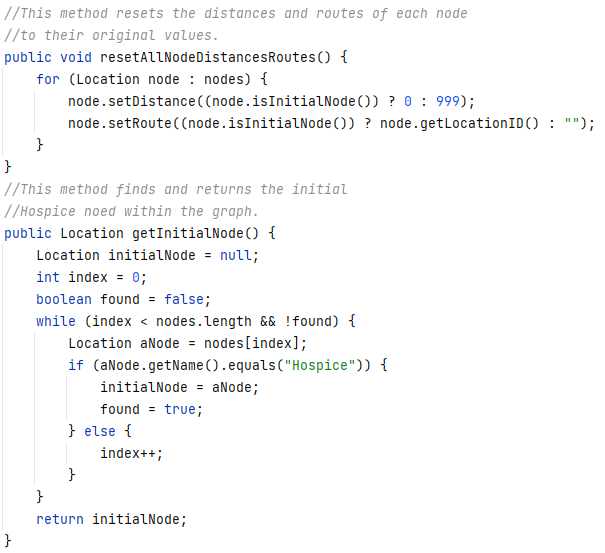 //This method resets the distances and routes of each node
//to their original values.
public void resetAllNodeDistancesRoutes() {
    for (Location node : nodes) {
        node.setDistance((node.isInitialNode()) ? 0 : 999);
        node.setRoute((node.isInitialNode()) ? node.getLocationID() : "");
    }
}
//This method finds and returns the initial
//Hospice noed within the graph.
public Location getInitialNode() {
    Location initialNode = null;
    int index = 0;
    boolean found = false;
    while (index < nodes.length && !found) {
        Location aNode = nodes[index];
        if (aNode.getName().equals("Hospice")) {
            initialNode = aNode;
            found = true;
        } else {
            index++;
        }
    }
    return initialNode;
}